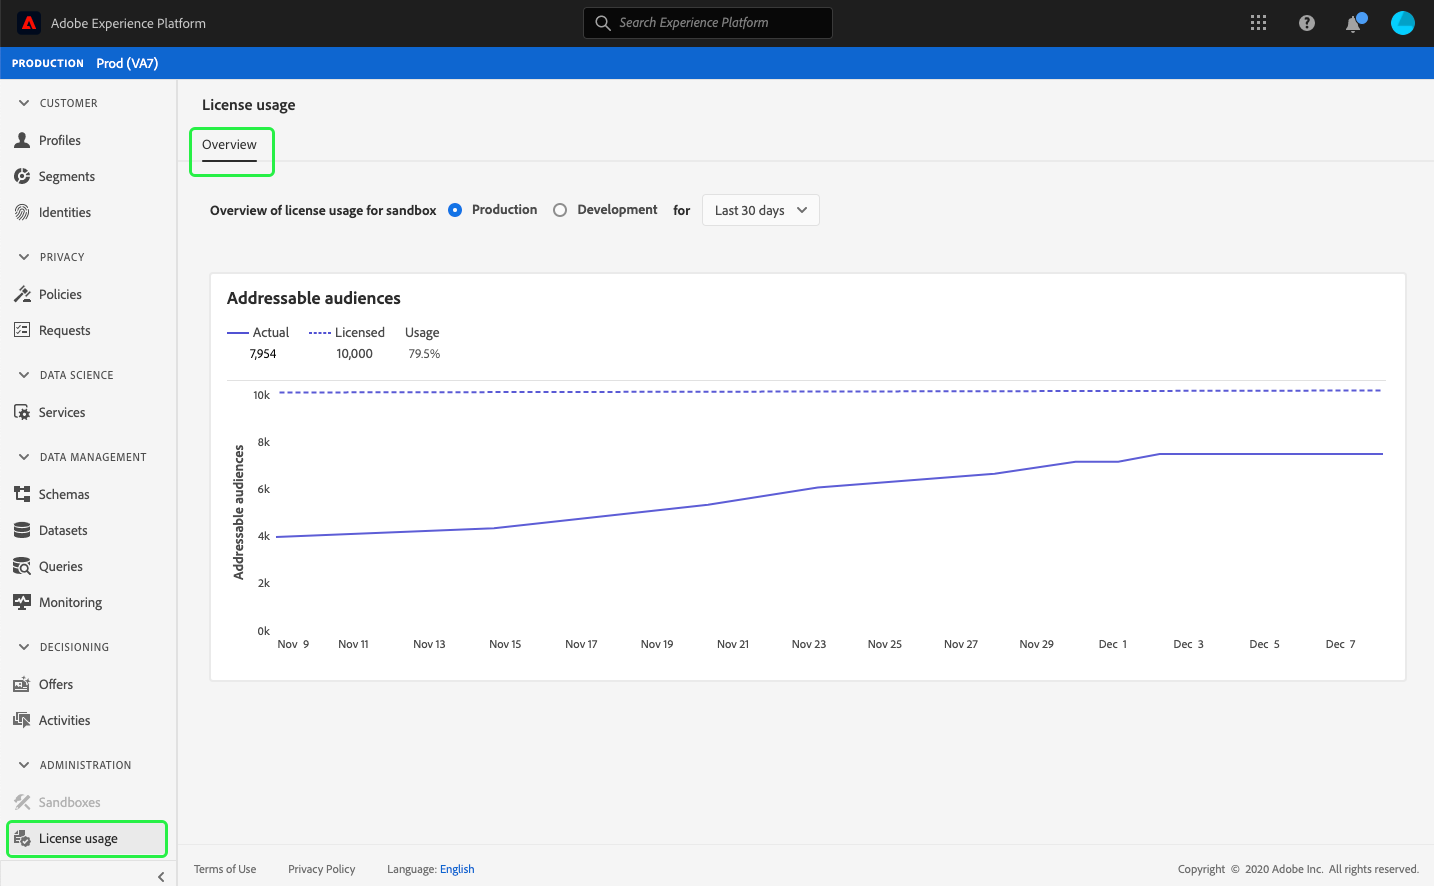 Adobe Experience Platform
Search Experience Platform
PRODUCTION Prod (VA7)
CUSTOMER
Profiles
Segments
Identities
PRIVACY
Policies
Requests
DATA SCIENCE
Services
DATA MANAGEMENT
Schemas
Datasets
Queries
Monitoring
DECISIONING
Offers
Activities
ADMINISTRATION
Sandboxes
License usage
License usage
Overview
Overview of license usage for sandbox Production Development for Last 30 days
Addressable audiences
Actual Licensed Usage
7,954 10,000 79.5%
Addressable audiences
10k
8k
6k
4k
2k
0k
Nov 9 Nov 11 Nov 13 Nov 15 Nov 17 Nov 19 Nov 21 Nov 23 Nov 25 Nov 27 Nov 29 Dec 1 Dec 3 Dec 5 Dec 7
Terms of Use Privacy Policy Language: English Copyright © 2020 Adobe Inc. All rights reserved.